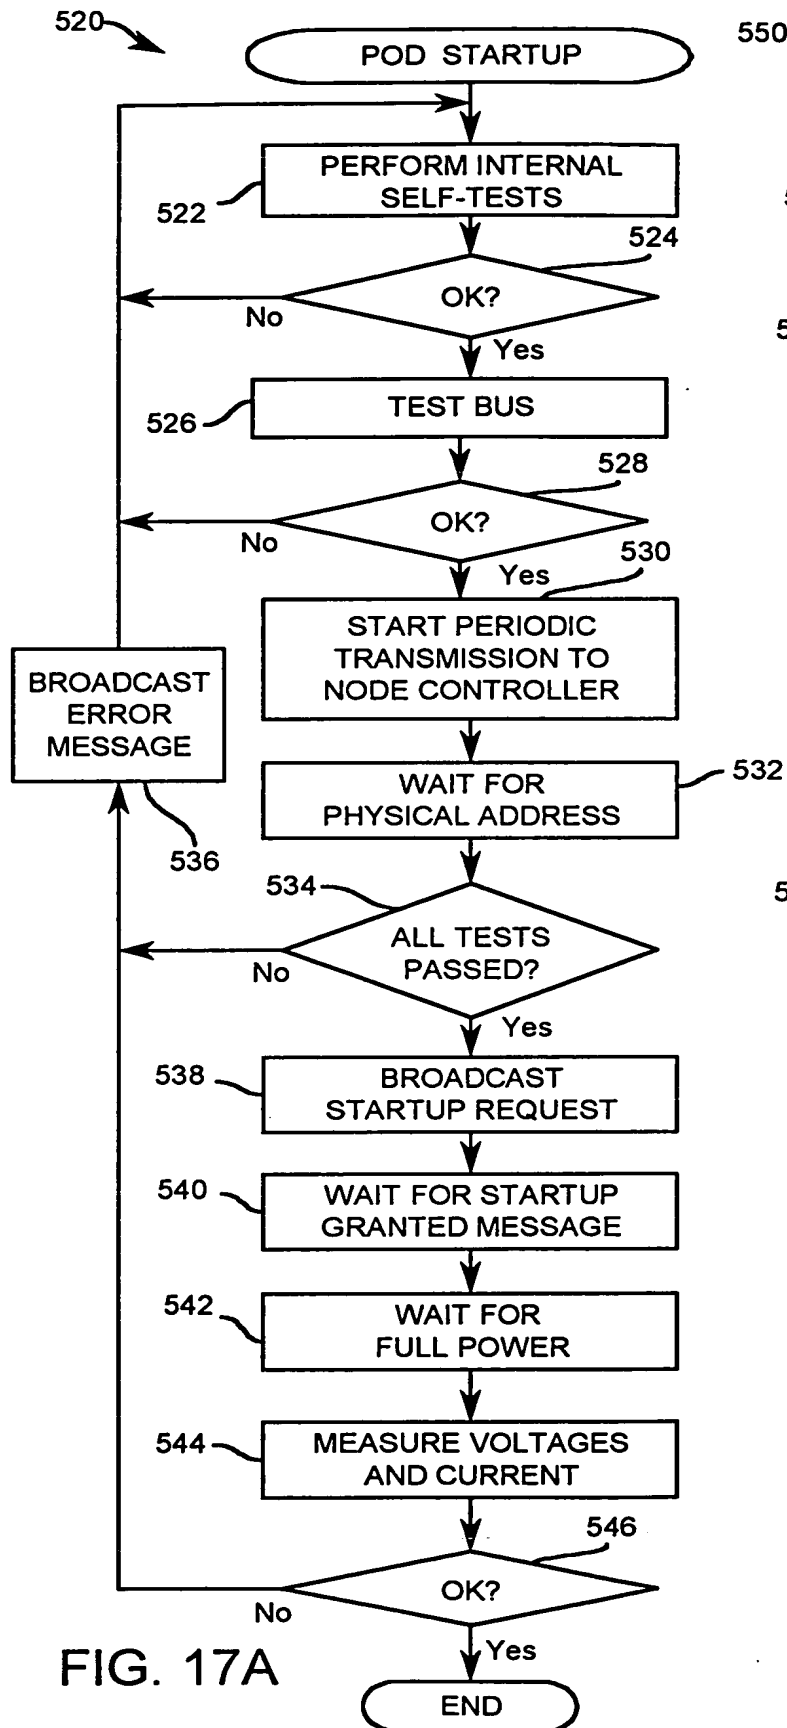 520
POD STARTUP
550
PERFORM INTERNAL
SELF-TESTS
522
524
OK?
No
Yes
TEST BUS
526
528
OK?
No
Yes
530
START PERIODIC
TRANSMISSION TO
NODE CONTROLLER
BROADCAST
ERROR
MESSAGE
536
WAIT FOR
PHYSICAL ADDRESS
532
534
ALL TESTS
PASSED?
No
Yes
538
BROADCAST
STARTUP REQUEST
540
WAIT FOR STARTUP
GRANTED MESSAGE
542
WAIT FOR
FULL POWER
544
MEASURE VOLTAGES
AND CURRENT
546
OK?
No
Yes
FIG. 17A
END